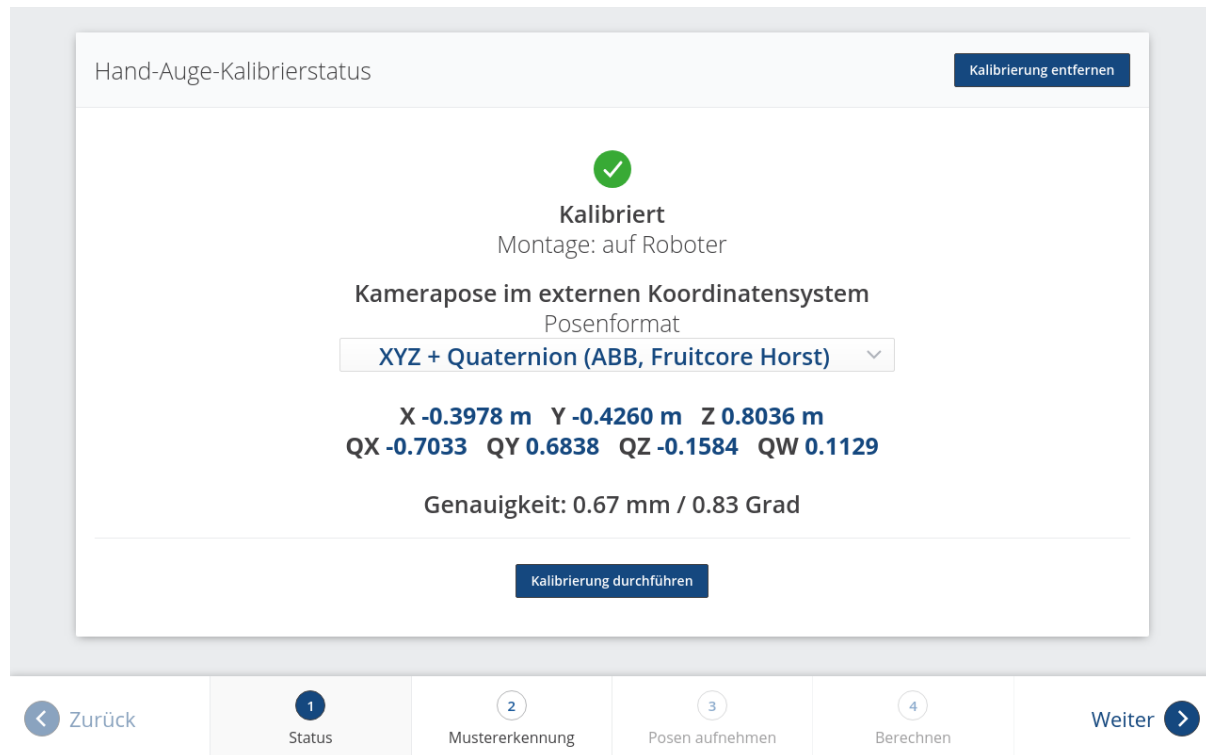 Hand-Auge-Kalibrierstatus
Kalibrierung entfernen
Kalibriert
Montage: auf Roboter
Kamerapose im externen Koordinatensystem
Posenformat
XYZ + Quaternion (ABB, Fruitcore Horst)
X -0.3978 m Y -0.4260 m Z 0.8036 m
QX -0.7033 QY 0.6838 QZ -0.1584 QW 0.1129
Genauigkeit: 0.67 mm / 0.83 Grad
Kalibrierung durchführen
Zurück
1
Status
2
Mustererkennung
3
Posen aufnehmen
4
Berechnen
Weiter